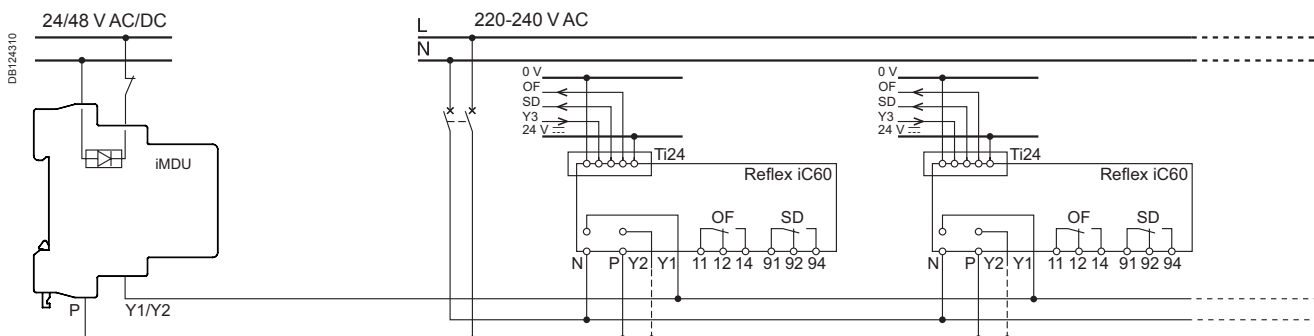 24/48 V AC/DC
DB124310
iMDU
P Y1/Y2
L 220-240 V AC
N
0 V
OF
SD
Y3
24 V
Ti24
Reflex iC60
OF SD
N P Y2 Y1 11 12 14 91 92 94
0 V
OF
SD
Y3
24 V
Ti24
Reflex iC60
OF SD
N P Y2 Y1 11 12 14 91 92 94